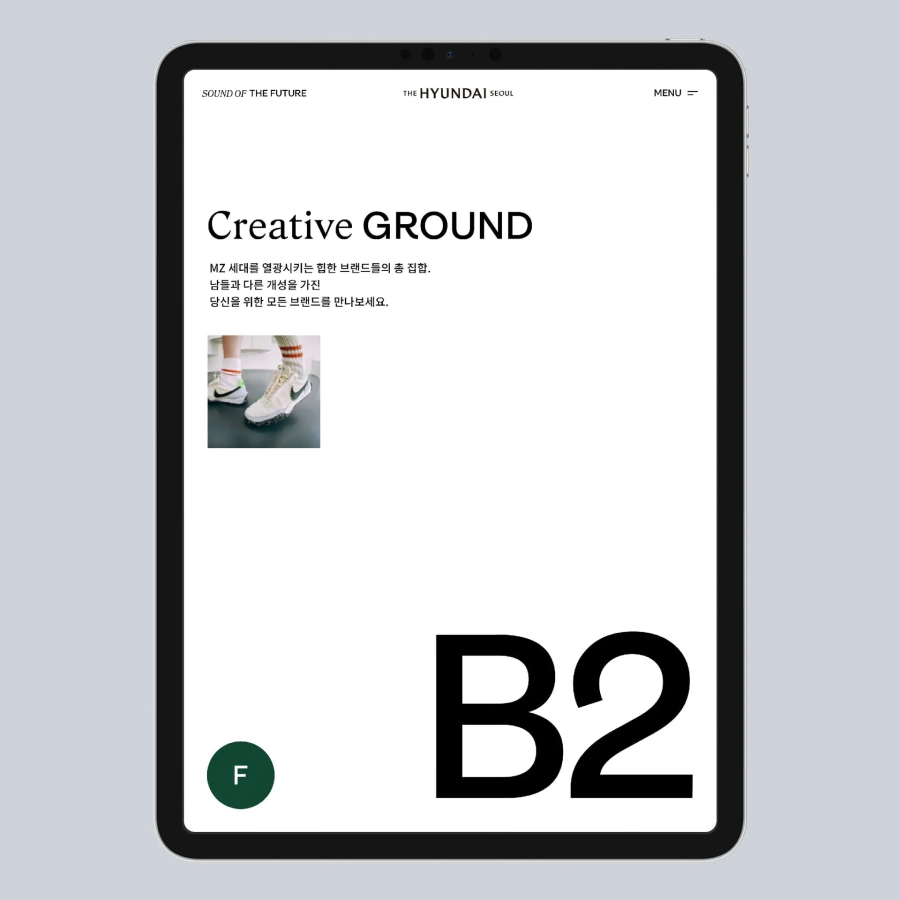 SOUND OF THE FUTURE
THE HYUNDAI SEOUL
MENU
Creative GROUND
MZ 세대를 열광시키는 힙한 브랜드들의 총 집합.
남들과 다른 개성을 가진
당신을 위한 모든 브랜드를 만나보세요.
B2
F